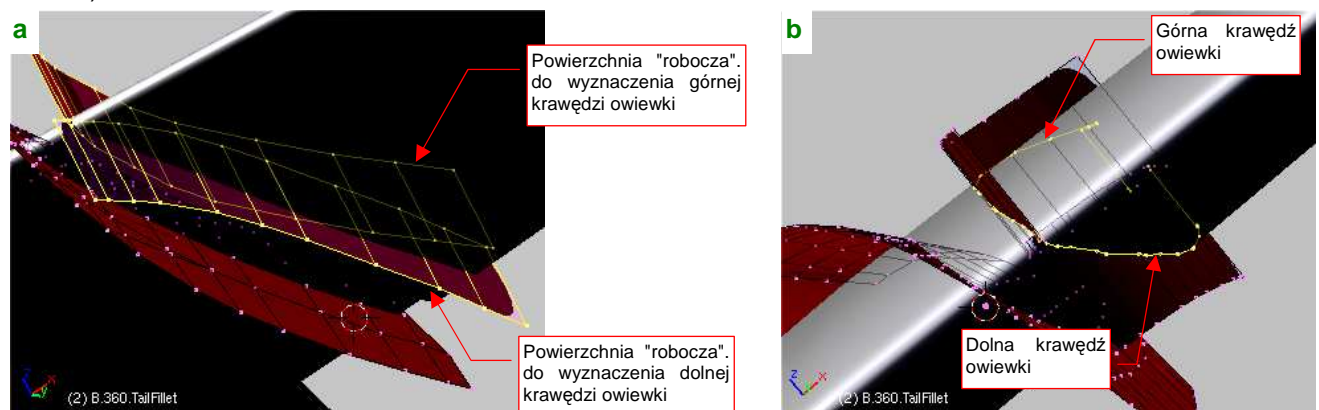 a
Powierzchnia "robocza".
do wyznaczenia górnej
krawędzi owiewki
Powierzchnia "robocza".
do wyznaczenia dolnej
krawędzi owiewki
(2) B.360.TailFillet
b
Górna krawędź
owiewki
Dolna krawędź
owiewki
(2) B.360.TailFillet